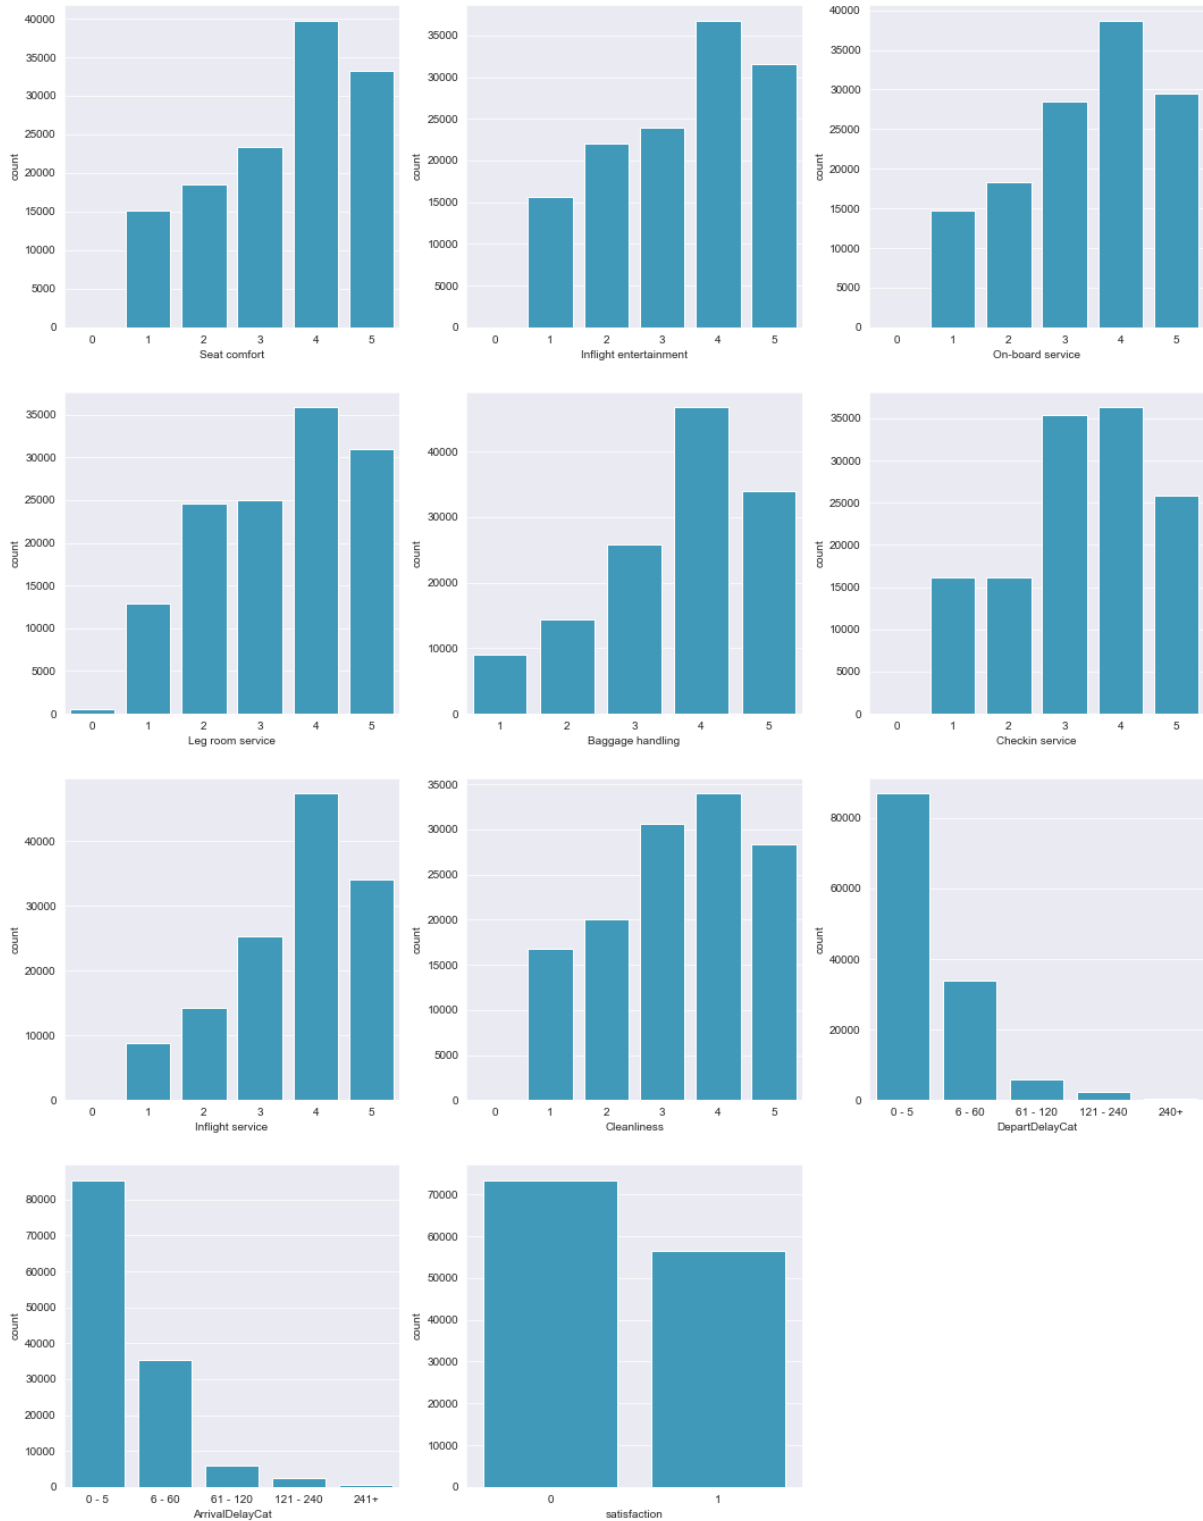 40000
35000
30000
25000
20000
15000
10000
5000
0
count
0 1 2 3 4 5
Seat comfort
35000
30000
25000
20000
15000
10000
5000
0
count
0 1 2 3 4 5
Inflight entertainment
40000
35000
30000
25000
20000
15000
10000
5000
0
count
0 1 2 3 4 5
On-board service
35000
30000
25000
20000
15000
10000
5000
0
count
0 1 2 3 4 5
Leg room service
40000
30000
20000
10000
0
count
1 2 3 4 5
Baggage handling
35000
30000
25000
20000
15000
10000
5000
0
count
0 1 2 3 4 5
Checkin service
40000
30000
20000
10000
0
count
0 1 2 3 4 5
Inflight service
35000
30000
25000
20000
15000
10000
5000
0
count
0 1 2 3 4 5
Cleanliness
80000
60000
40000
20000
0
count
0 - 5 6 - 60 61 - 120 121 - 240 240+
DepartDelayCat
80000
70000
60000
50000
40000
30000
20000
10000
0
count
0 - 5 6 - 60 61 - 120 121 - 240 241+
ArrivalDelayCat
70000
60000
50000
40000
30000
20000
10000
0
count
0 1
satisfaction